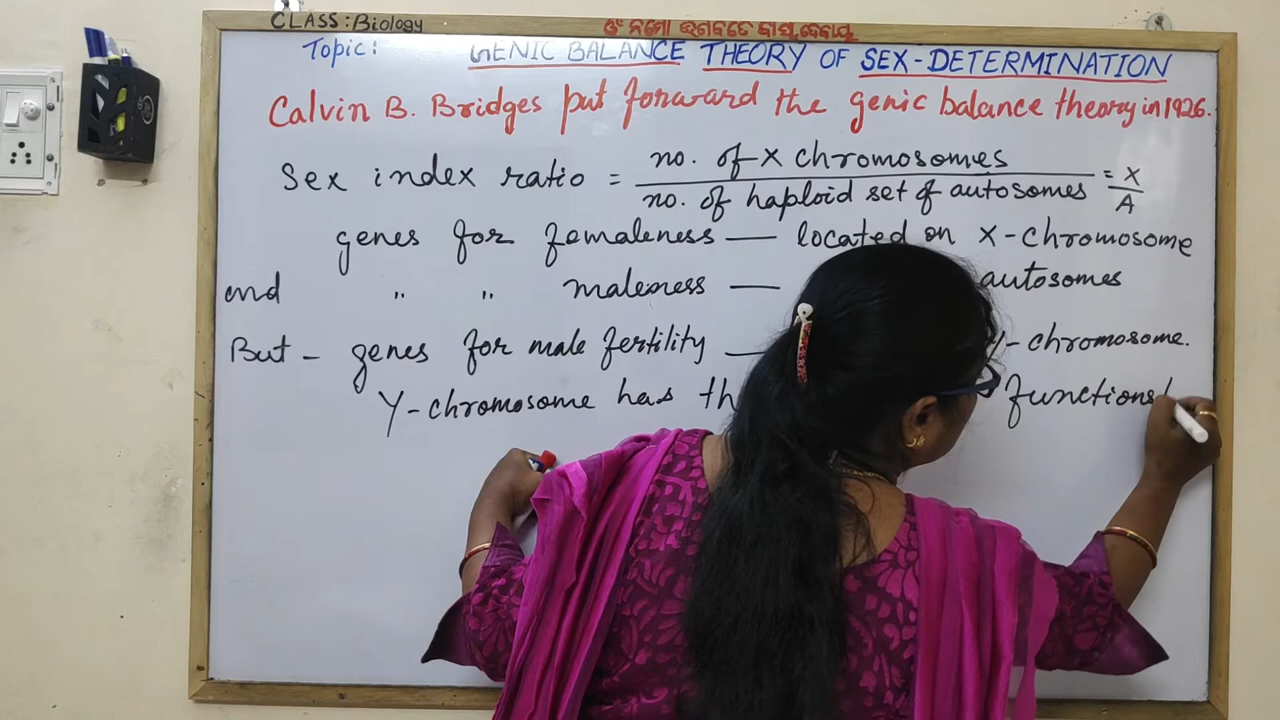 CLASS: Biology
ଓଁ ନମୋ ଭଗବତେ ବାସୁଦେବାୟ
Topic: GENIC BALANCE THEORY OF SEX-DETERMINATION
Calvin B. Bridges put forward the genic balance theory in 1926.
Sex index ratio = no. of X chromosomes / no. of haploid set of autosomes = X / A
genes for femaleness — located on X-chromosome
and " " maleness — autosomes
But - genes for male fertility — Y-chromosome.
Y-chromosome has functions